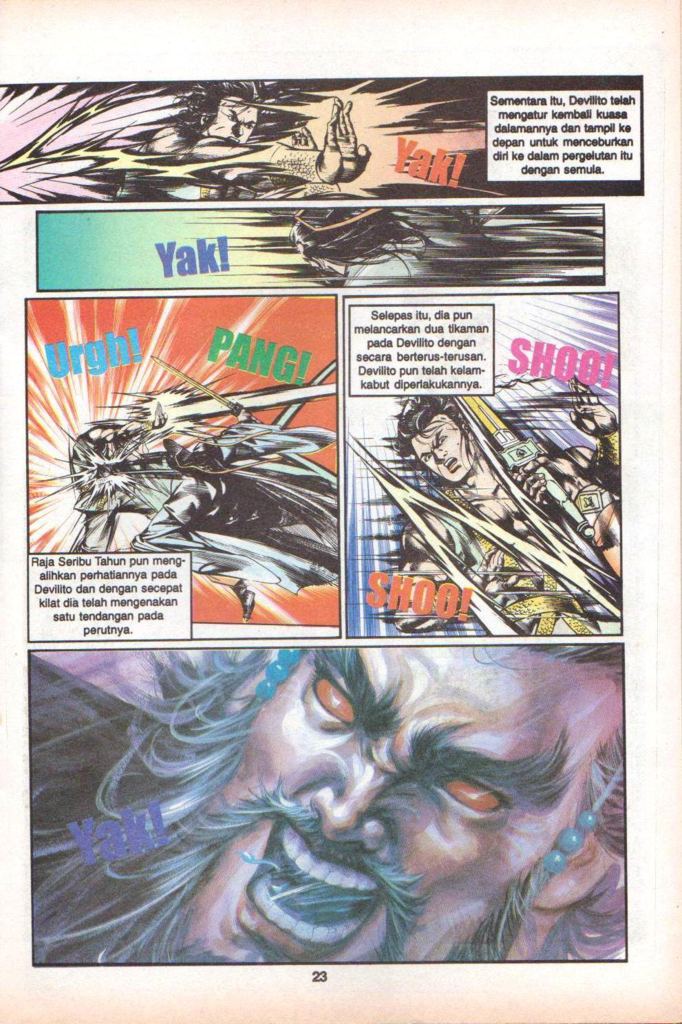 Sementara itu, Devilito telah
mengatur kembali kuasa
dalamannya dan tampil ke
depan untuk menceburkan
diri ke dalam pergelutan itu
dengan semula.
Yak!
Yak!
Urgh!
PANG!
Raja Seribu Tahun pun meng-
alihkan perhatiannya pada
Devilito dan dengan secepat
kilat dia telah mengenakan
satu tendangan pada
perutnya.
Selepas itu, dia pun
melancarkan dua tikaman
pada Devilito dengan
secara berterus-terusan.
Devilito pun telah kelam-
kabut diperlakukannya.
SHOO!
SHOO!
Yak!
23